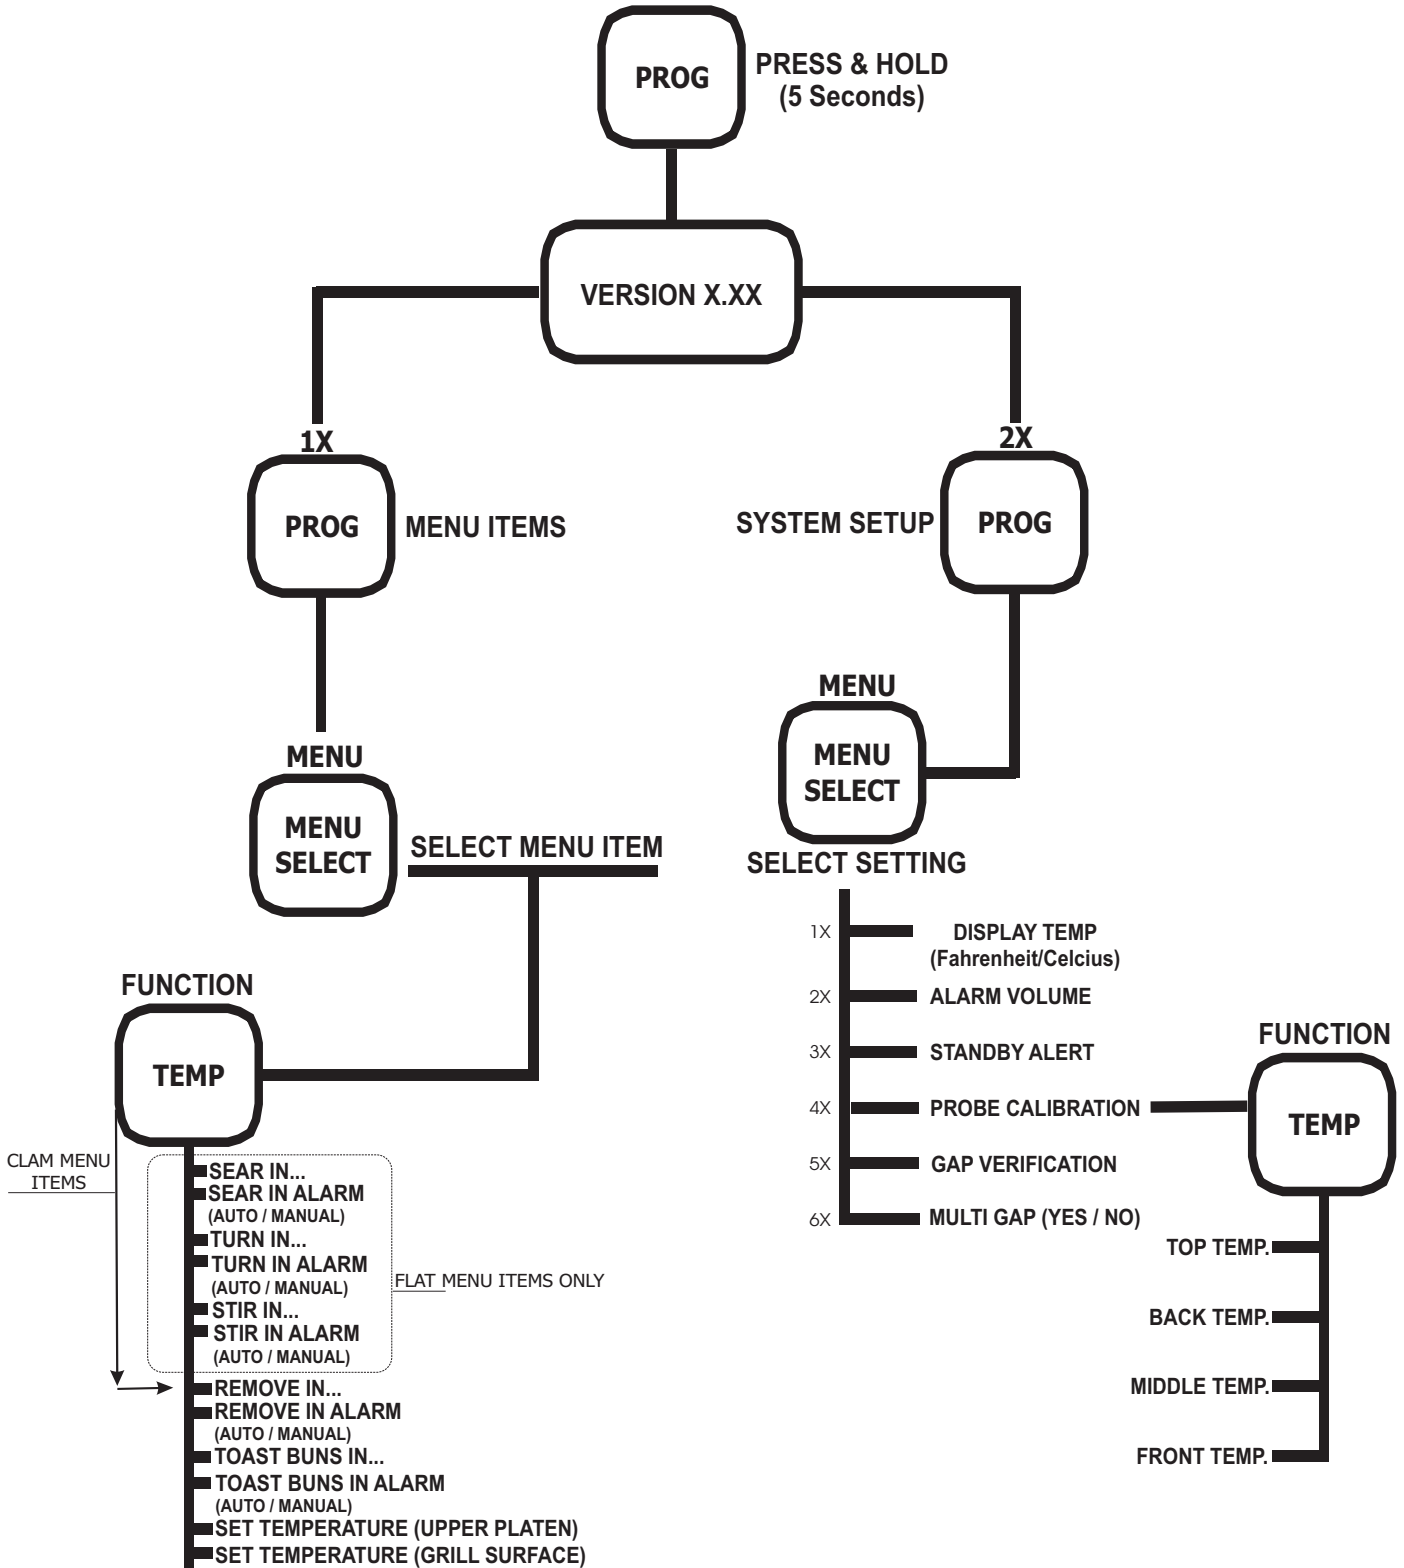 PROG
PRESS & HOLD
(5 Seconds)
VERSION X.XX
1X
PROG
MENU ITEMS
2X
SYSTEM SETUP
PROG
MENU
MENU
SELECT
SELECT MENU ITEM
MENU
MENU
SELECT
SELECT SETTING
1X
DISPLAY TEMP
(Fahrenheit/Celcius)
2X
ALARM VOLUME
3X
STANDBY ALERT
4X
PROBE CALIBRATION
5X
GAP VERIFICATION
6X
MULTI GAP (YES / NO)
FUNCTION
TEMP
TOP TEMP.
BACK TEMP.
MIDDLE TEMP.
FRONT TEMP.
FUNCTION
TEMP
CLAM MENU
ITEMS
SEAR IN...
SEAR IN ALARM
(AUTO / MANUAL)
TURN IN...
TURN IN ALARM
(AUTO / MANUAL)
STIR IN...
STIR IN ALARM
(AUTO / MANUAL)
FLAT MENU ITEMS ONLY
REMOVE IN...
REMOVE IN ALARM
(AUTO / MANUAL)
TOAST BUNS IN...
TOAST BUNS IN ALARM
(AUTO / MANUAL)
SET TEMPERATURE (UPPER PLATEN)
SET TEMPERATURE (GRILL SURFACE)